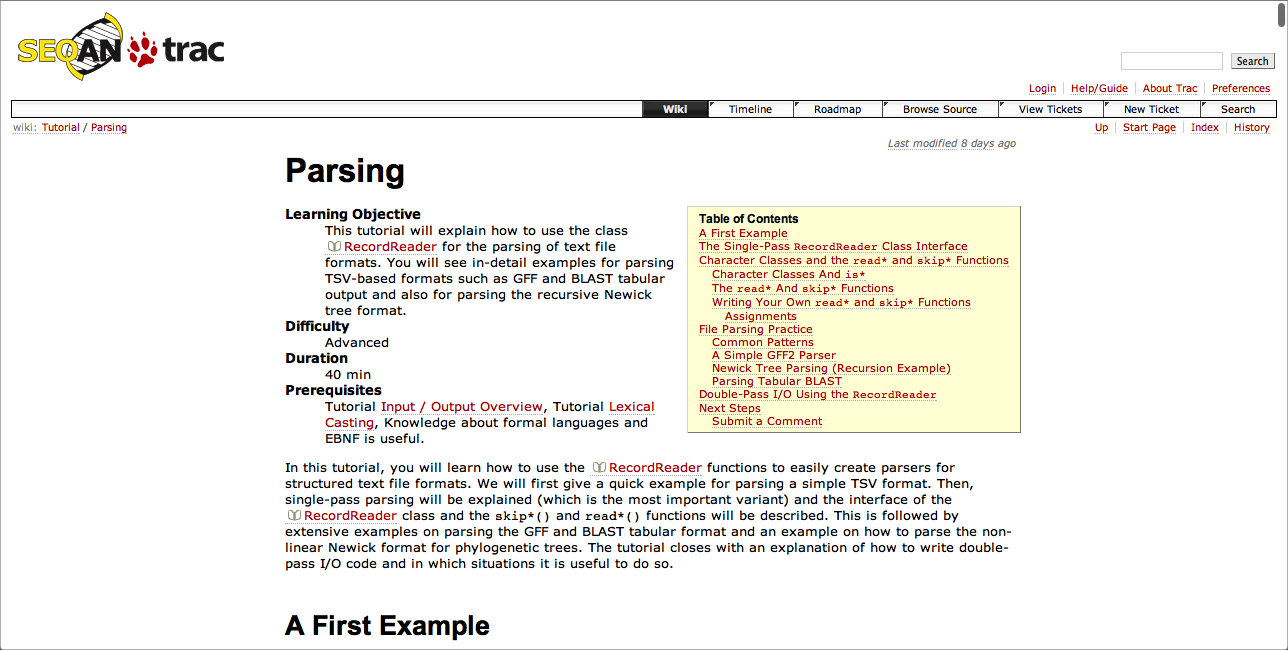 SEQAN trac
Search
Login Help/Guide About Trac Preferences
Wiki Timeline Roadmap Browse Source View Tickets New Ticket Search
wiki: Tutorial / Parsing
Up Start Page Index History
Last modified 8 days ago
Parsing
Learning Objective
This tutorial will explain how to use the class
RecordReader for the parsing of text file
formats. You will see in-detail examples for parsing
TSV-based formats such as GFF and BLAST tabular
output and also for parsing the recursive Newick
tree format.
Difficulty
Advanced
Duration
40 min
Prerequisites
Tutorial Input / Output Overview, Tutorial Lexical
Casting, Knowledge about formal languages and
EBNF is useful.
Table of Contents
A First Example
The Single-Pass RecordReader Class Interface
Character Classes and the read* and skip* Functions
Character Classes And is*
The read* And skip* Functions
Writing Your Own read* and skip* Functions
Assignments
File Parsing Practice
Common Patterns
A Simple GFF2 Parser
Newick Tree Parsing (Recursion Example)
Parsing Tabular BLAST
Double-Pass I/O Using the RecordReader
Next Steps
Submit a Comment
In this tutorial, you will learn how to use the RecordReader functions to easily create parsers for
structured text file formats. We will first give a quick example for parsing a simple TSV format. Then,
single-pass parsing will be explained (which is the most important variant) and the interface of the
RecordReader class and the skip*() and read*() functions will be described. This is followed by
extensive examples on parsing the GFF and BLAST tabular format and an example on how to parse the non-
linear Newick format for phylogenetic trees. The tutorial closes with an explanation of how to write double-
pass I/O code and in which situations it is useful to do so.
A First Example